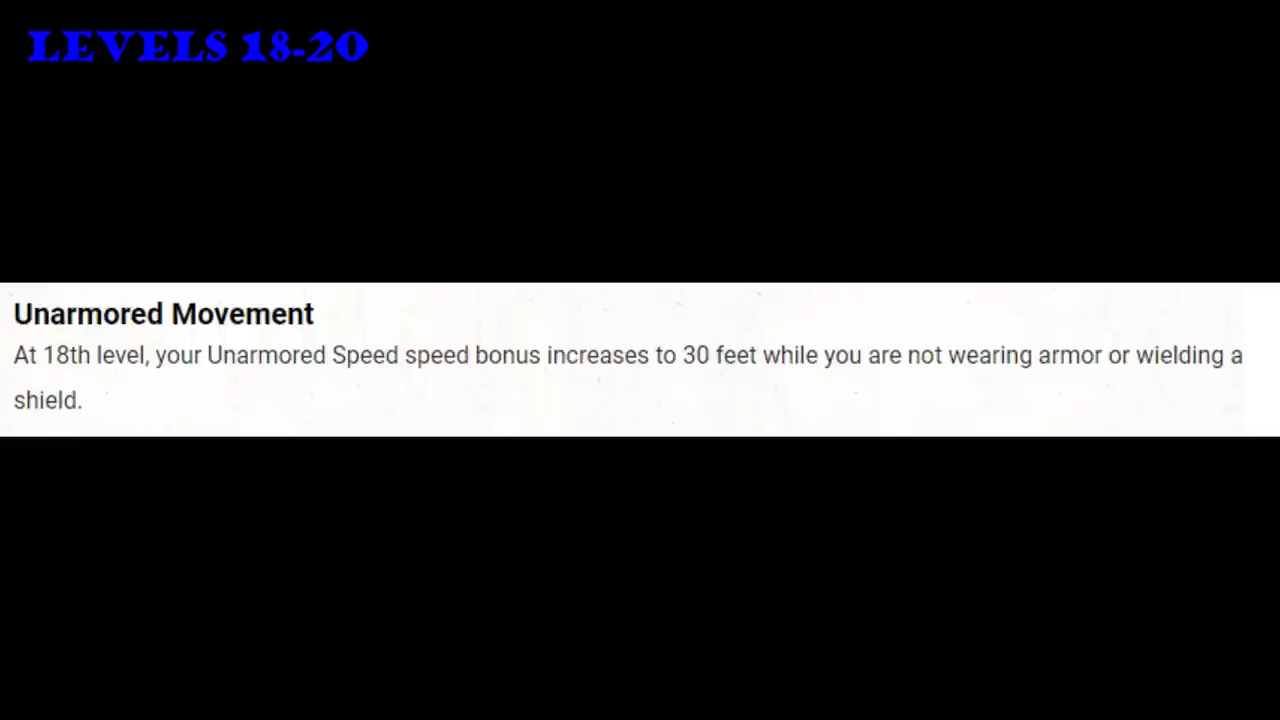 LEVELS 18-20
Unarmored Movement
At 18th level, your Unarmored Speed speed bonus increases to 30 feet while you are not wearing armor or wielding a
shield.